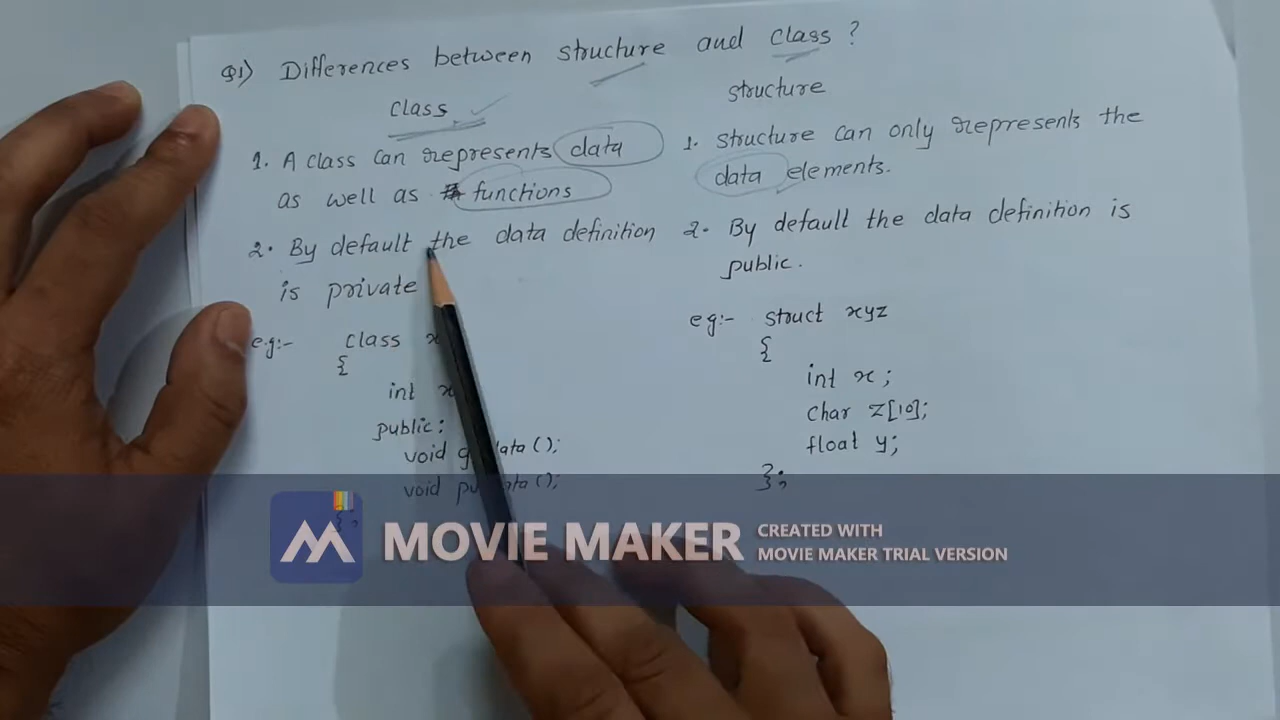 Q1) Differences between structure and class ?
class
1. A class can represents data
as well as functions
2. By default the data definition
is private
e.g:- class
{
int x
public:
void data();
void data();
};
structure
1. structure can only represents the
data elements.
2. By default the data definition is
public.
eg:- struct xyz
{
int x;
char z[10];
float y;
};
MOVIE MAKER
CREATED WITH
MOVIE MAKER TRIAL VERSION